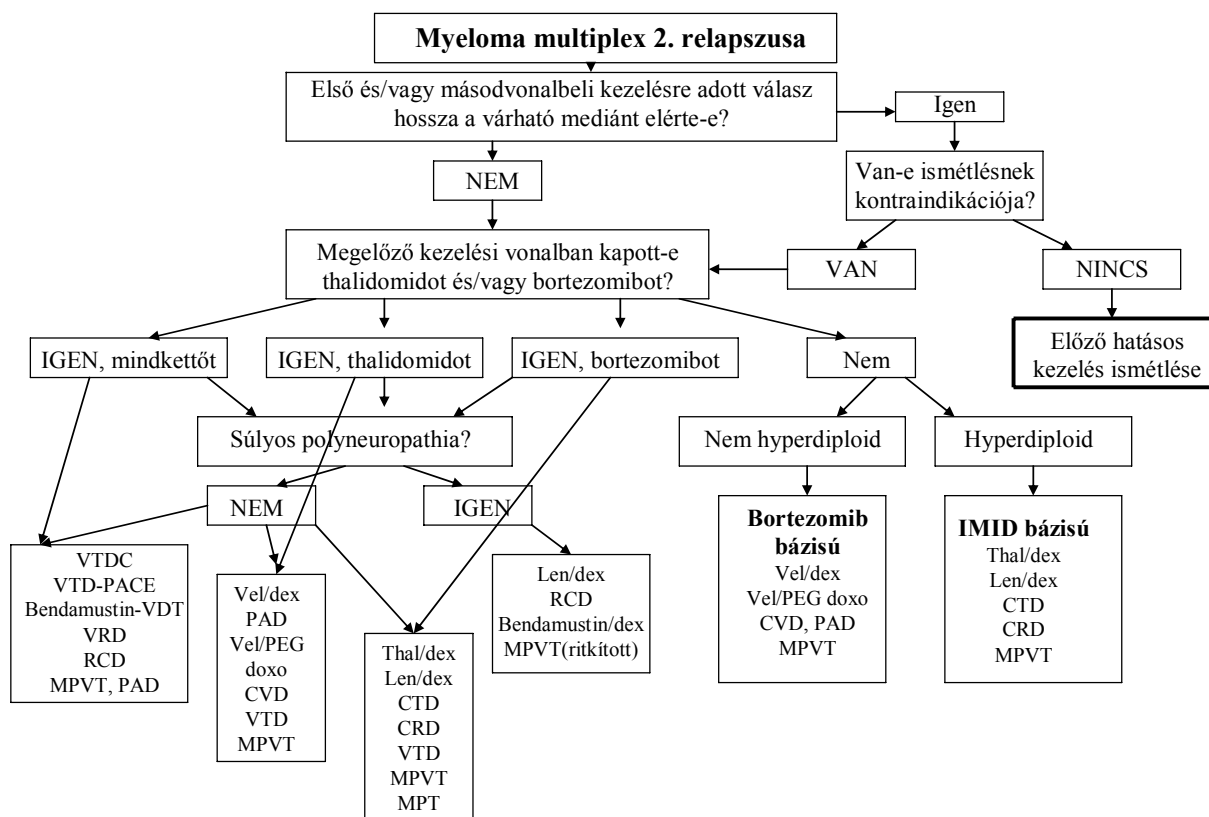 Myeloma multiplex 2. relapszusa
Első és/vagy másodvonalbeli kezelésre adott válasz
hossza a várható mediánt elérte-e?
Igen
NEM
Van-e ismétlésnek
kontraindikációja?
Megelőző kezelési vonalban kapott-e
thalidomidot és/vagy bortezomibot?
VAN
NINCS
Előző hatásos
kezelés ismétlése
IGEN, mindkettőt
IGEN, thalidomidot
IGEN, bortezomibot
Nem
Súlyos polyneuropathia?
Nem hyperdiploid
Hyperdiploid
NEM
IGEN
VTDC
VTD-PACE
Bendamustin-VDT
VRD
RCD
MPVT, PAD
Vel/dex
PAD
Vel/PEG
doxo
CVD
VTD
MPVT
Thal/dex
Len/dex
CTD
CRD
VTD
MPVT
MPT
Len/dex
RCD
Bendamustin/dex
MPVT(ritkított)
Bortezomib
bázisú
Vel/dex
Vel/PEG doxo
CVD, PAD
MPVT
IMID bázisú
Thal/dex
Len/dex
CTD
CRD
MPVT